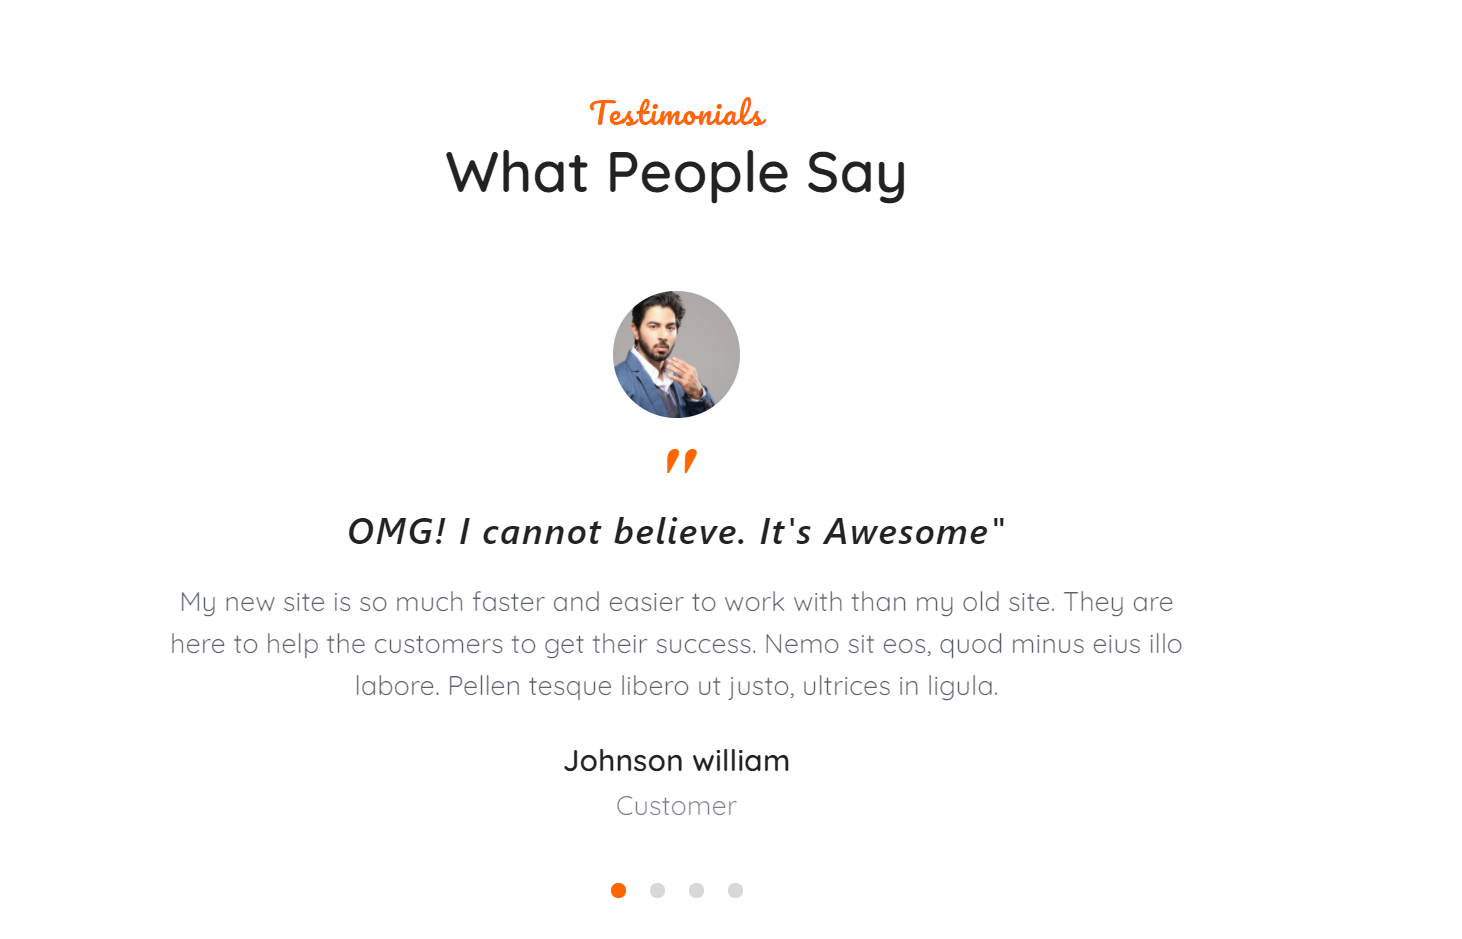 Testimonials
What People Say
"
OMG! I cannot believe. It's Awesome"
My new site is so much faster and easier to work with than my old site. They are
here to help the customers to get their success. Nemo sit eos, quod minus eius illo
labore. Pellen tesque libero ut justo, ultrices in ligula.
Johnson william
Customer